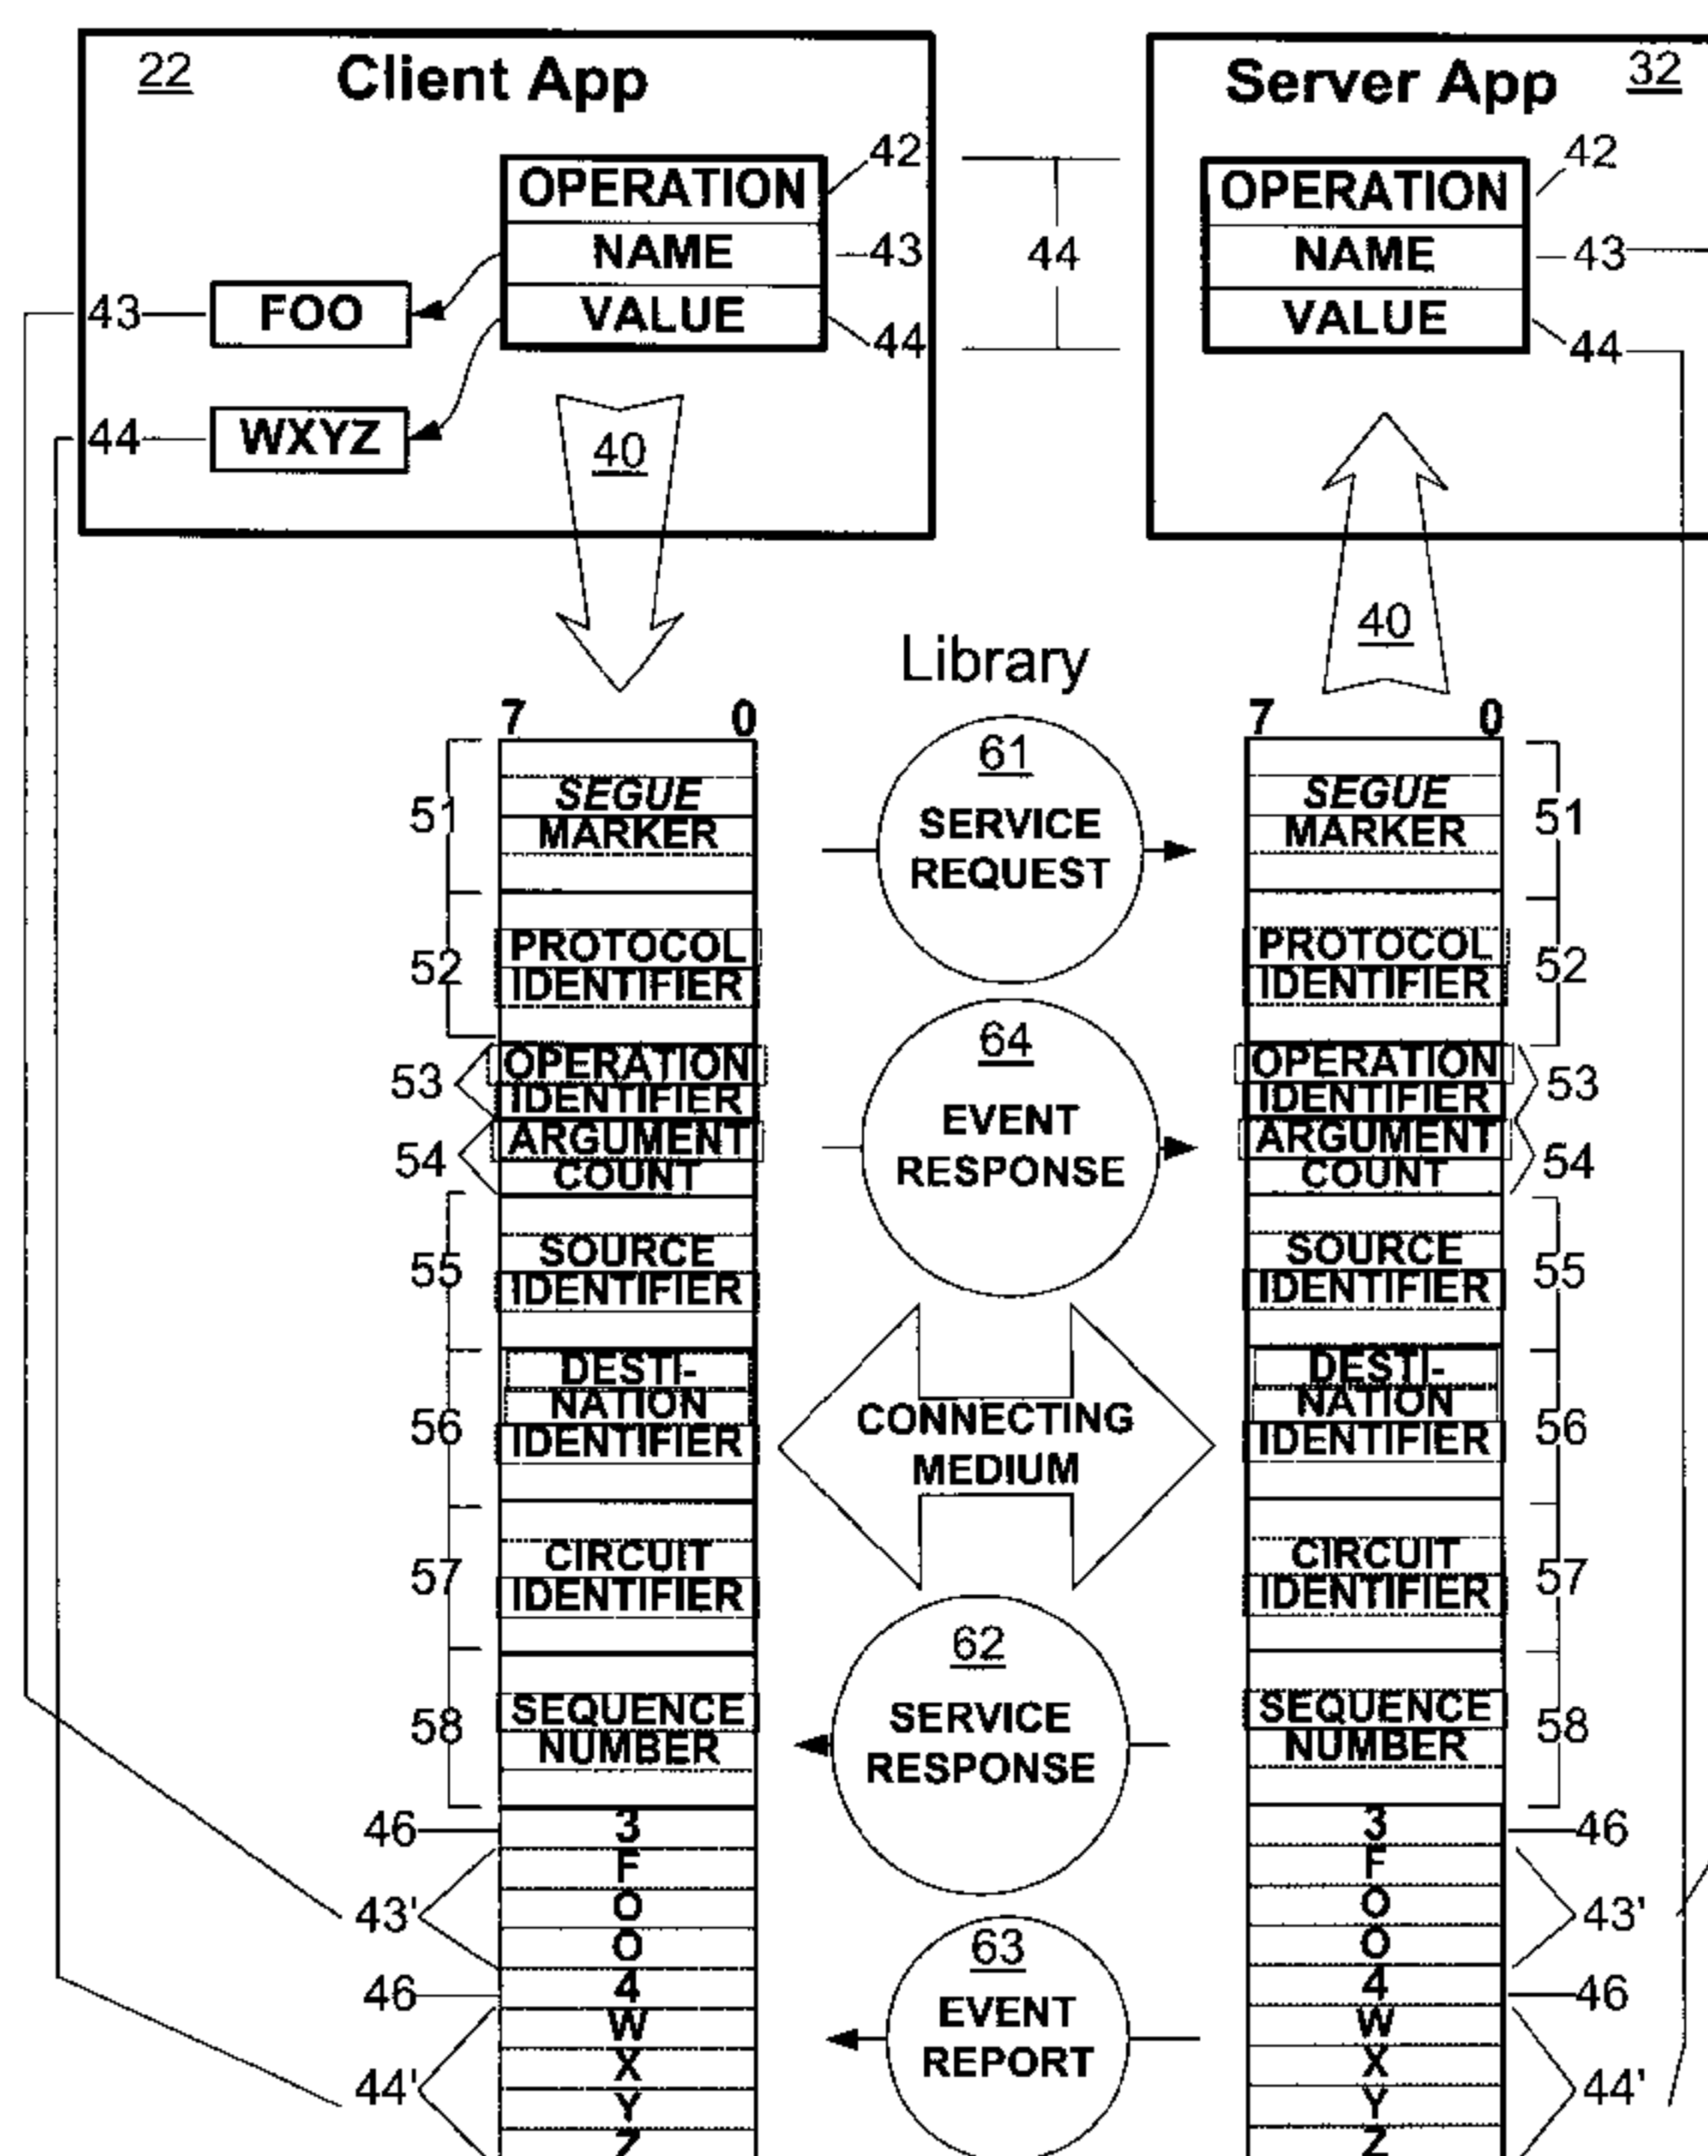 22 Client App
OPERATION 42
NAME 43
VALUE 44
43 FOO
44 WXYZ
40
44
Server App 32
OPERATION 42
NAME 43
VALUE 44
40
Library
7 0
51 SEGUE
MARKER
52 PROTOCOL
IDENTIFIER
53 OPERATION
IDENTIFIER
54 ARGUMENT
COUNT
55 SOURCE
IDENTIFIER
56 DESTI-
NATION
IDENTIFIER
57 CIRCUIT
IDENTIFIER
58 SEQUENCE
NUMBER
46 3
F
43' O
O
46 4
W
X
44' Y
Z
61
SERVICE
REQUEST
64
EVENT
RESPONSE
CONNECTING
MEDIUM
62
SERVICE
RESPONSE
63
EVENT
REPORT
7 0
SEGUE 51
MARKER
PROTOCOL 52
IDENTIFIER
OPERATION 53
IDENTIFIER
ARGUMENT 54
COUNT
SOURCE 55
IDENTIFIER
DESTI-
NATION 56
IDENTIFIER
CIRCUIT 57
IDENTIFIER
SEQUENCE 58
NUMBER
3 46
F
O 43'
O
4 46
W
X
Y 44'
Z